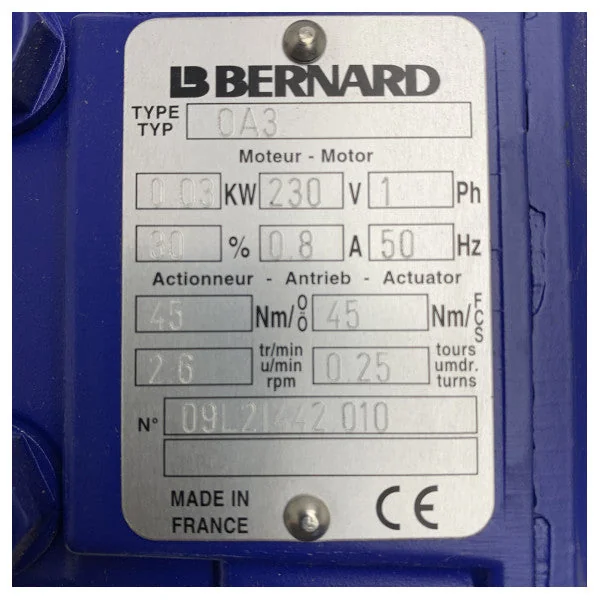 BERNARD
TYPE
TYP
OA3
Moteur - Motor
0.03 KW 230 V 1 Ph
30 % 0.8 A 50 Hz
Actionneur - Antrieb - Actuator
45 Nm/ O Ö 45 Nm/ F C S
2.6 tr/min u/min rpm 0.25 tours umdr. turns
N° 09L21442 010
MADE IN
FRANCE
CE